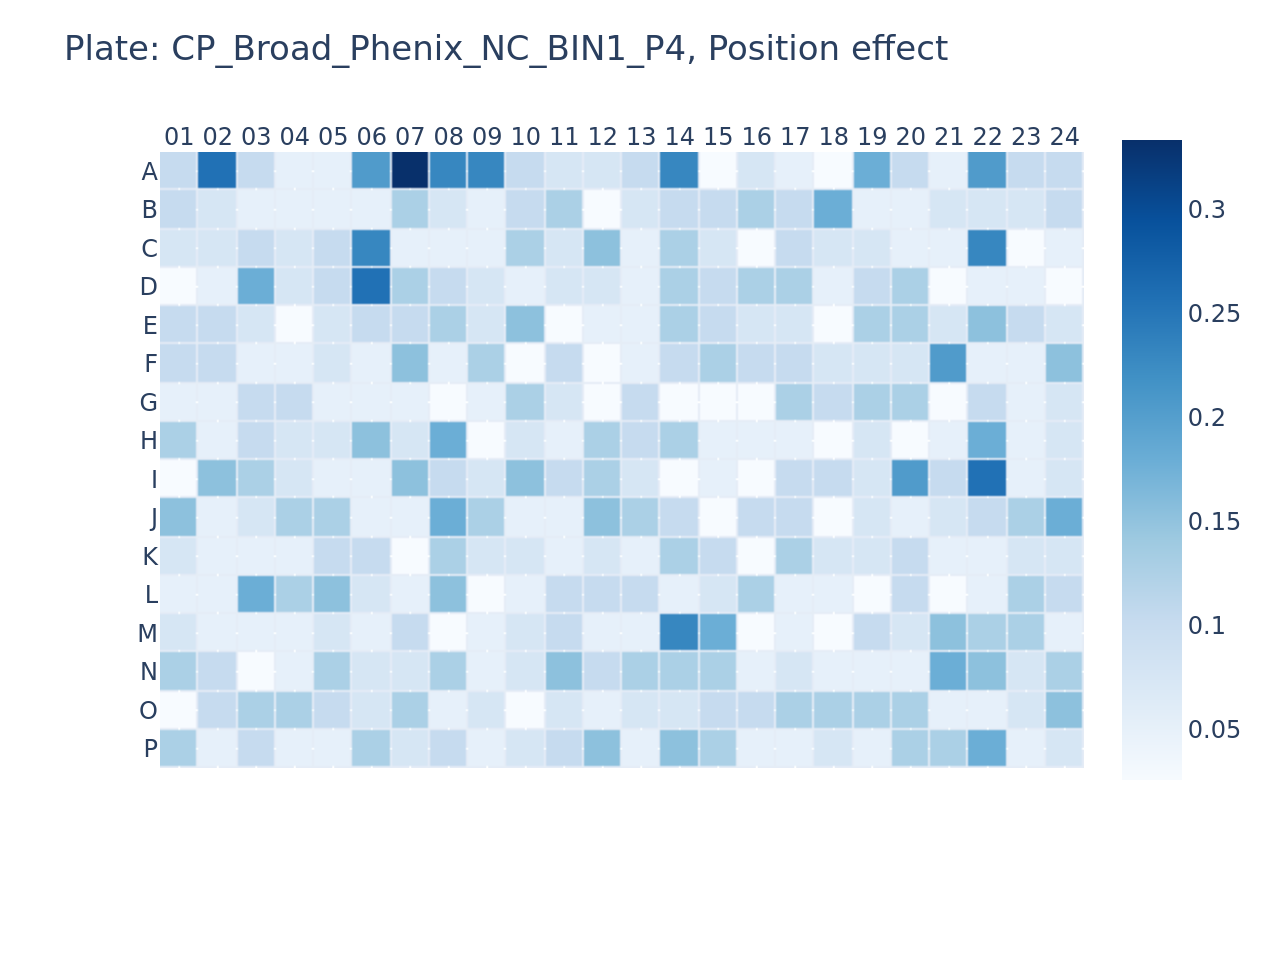 Plate: CP_Broad_Phenix_NC_BIN1_P4, Position effect
01 02 03 04 05 06 07 08 09 10 11 12 13 14 15 16 17 18 19 20 21 22 23 24
A
B
C
D
E
F
G
H
I
J
K
L
M
N
O
P
0.3
0.25
0.2
0.15
0.1
0.05